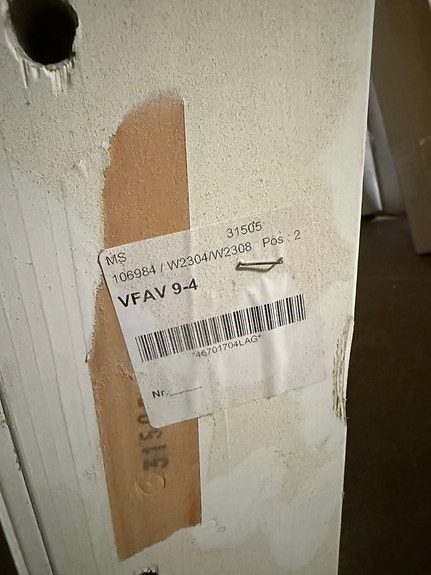 MS 31505
106984 / W2304/W2308 Pos : 2
VFAV 9-4
*46701704LAG*
Nr.